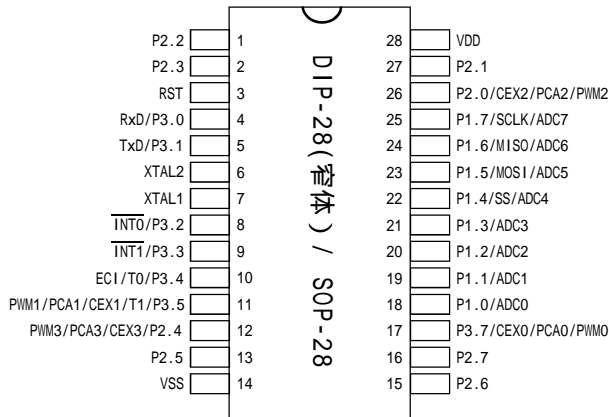 P2.2 1
P2.3 2
RST 3
RxD/P3.0 4
TxD/P3.1 5
XTAL2 6
XTAL1 7
INT0/P3.2 8
INT1/P3.3 9
ECI/T0/P3.4 10
PWM1/PCA1/CEX1/T1/P3.5 11
PWM3/PCA3/CEX3/P2.4 12
P2.5 13
VSS 14
DIP-28(窄体)/ SOP-28
28 VDD
27 P2.1
26 P2.0/CEX2/PCA2/PWM2
25 P1.7/SCLK/ADC7
24 P1.6/MISO/ADC6
23 P1.5/MOSI/ADC5
22 P1.4/SS/ADC4
21 P1.3/ADC3
20 P1.2/ADC2
19 P1.1/ADC1
18 P1.0/ADC0
17 P3.7/CEX0/PCA0/PWM0
16 P2.7
15 P2.6